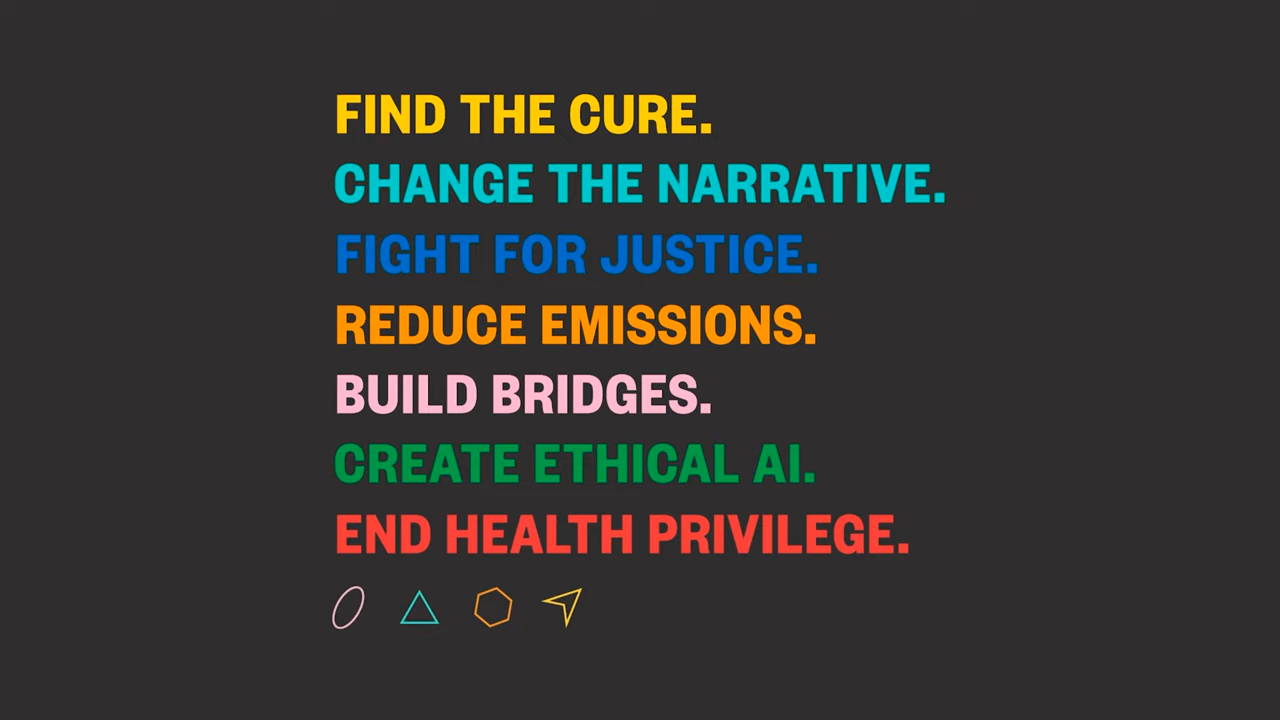 FIND THE CURE.
CHANGE THE NARRATIVE.
FIGHT FOR JUSTICE.
REDUCE EMISSIONS.
BUILD BRIDGES.
CREATE ETHICAL AI.
END HEALTH PRIVILEGE.